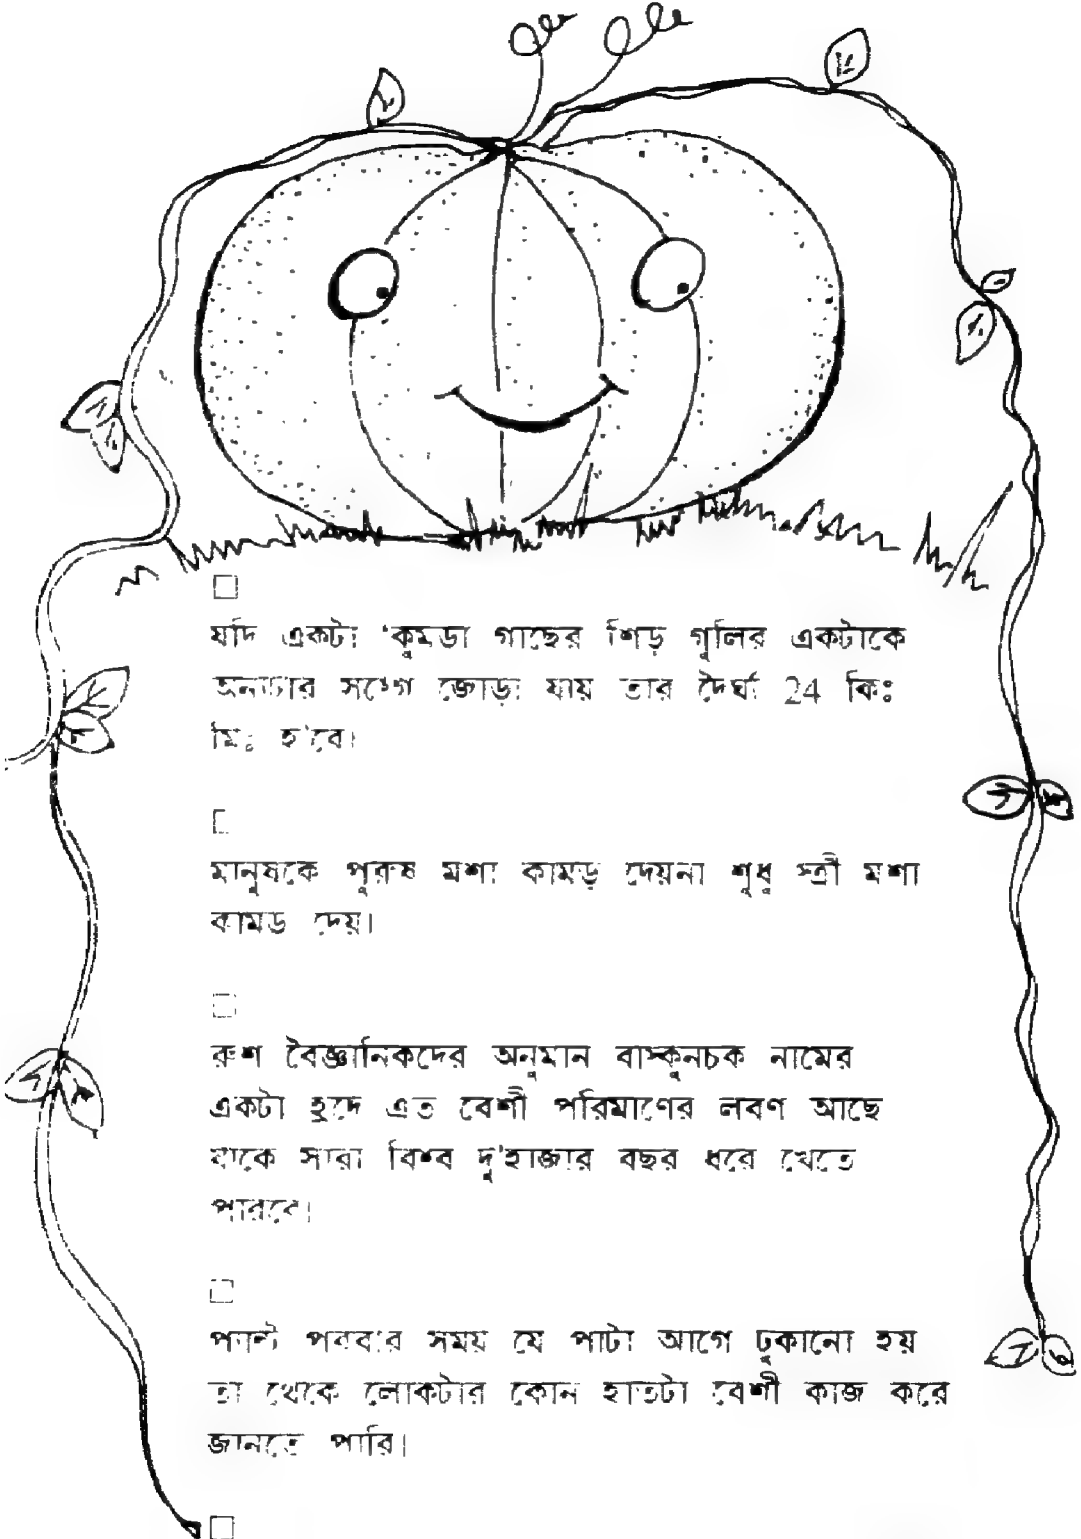 যদি একটা 'কুমড়া গাছের শিড় গুলির একটাকে
অন্যটার সঙ্গে জোড়া যায় তার দৈর্ঘ্য 24 কিঃ
মিঃ হ'বে।
মানুষকে পুরুষ মশা কামড় দেয়না শুধু স্ত্রী মশা
কামড় দেয়।
রুশ বৈজ্ঞানিকদের অনুমান বাস্কুনচক নামের
একটা হ্রদে এত বেশী পরিমাণের লবণ আছে
যাকে সারা বিশ্ব দু'হাজার বছর ধরে খেতে
পারবে।
প্যান্ট পরবার সময় যে পাটা আগে ঢুকানো হয়
তা থেকে লোকটার কোন হাতটা বেশী কাজ করে
জানতে পারি।